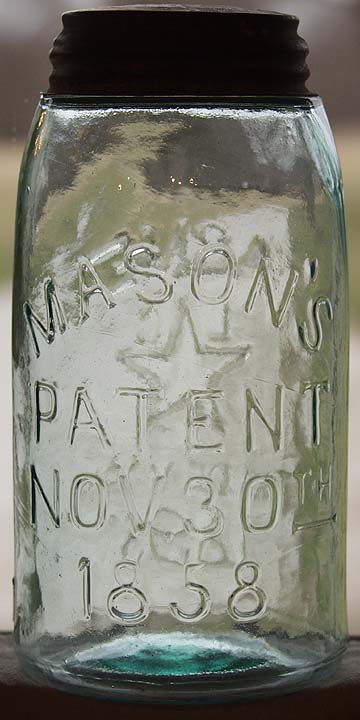 MASON'S
PATENT
NOV 30TH
1858